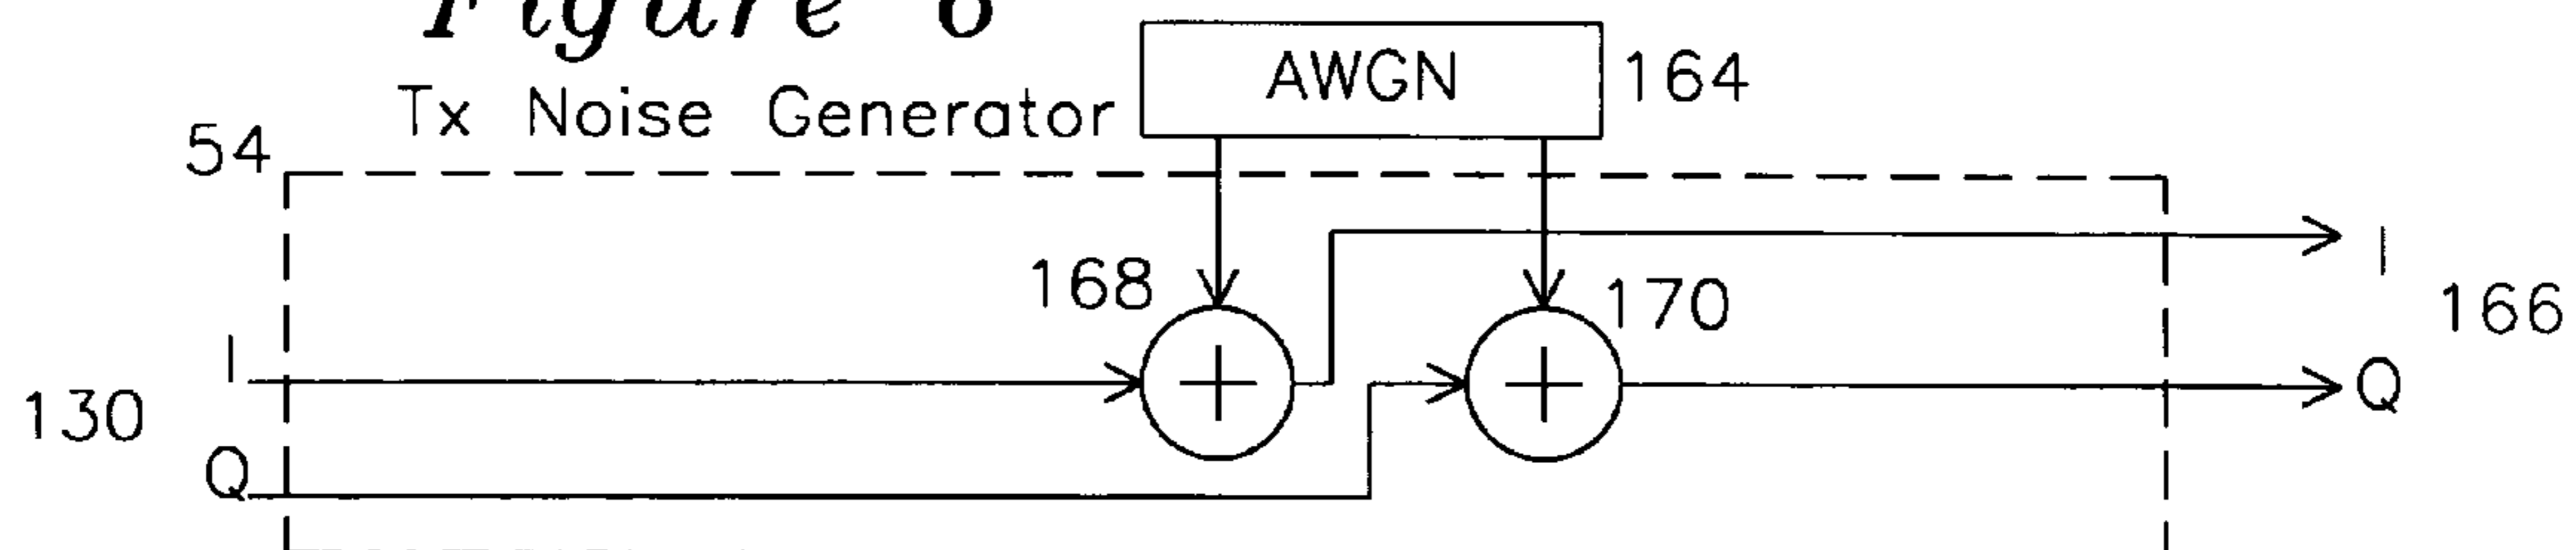 Figure 6
AWGN
164
Tx Noise Generator
54
168
170
I
166
I
Q
130
Q